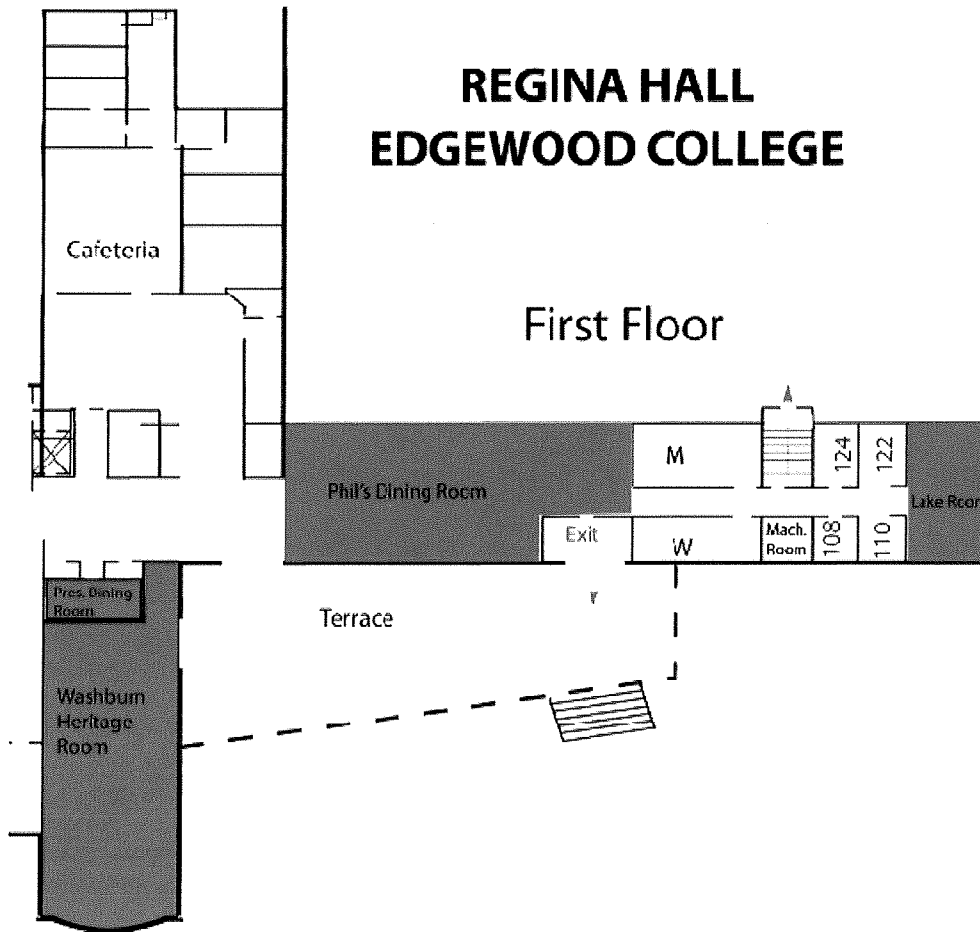 REGINA HALL
EDGEWOOD COLLEGE
Cafeteria
First Floor
M
124
122
Phil's Dining Room
Lake Room
Exit
W
Mach.
Room
108
110
Pres. Dining
Room
Terrace
Washburn
Heritage
Room